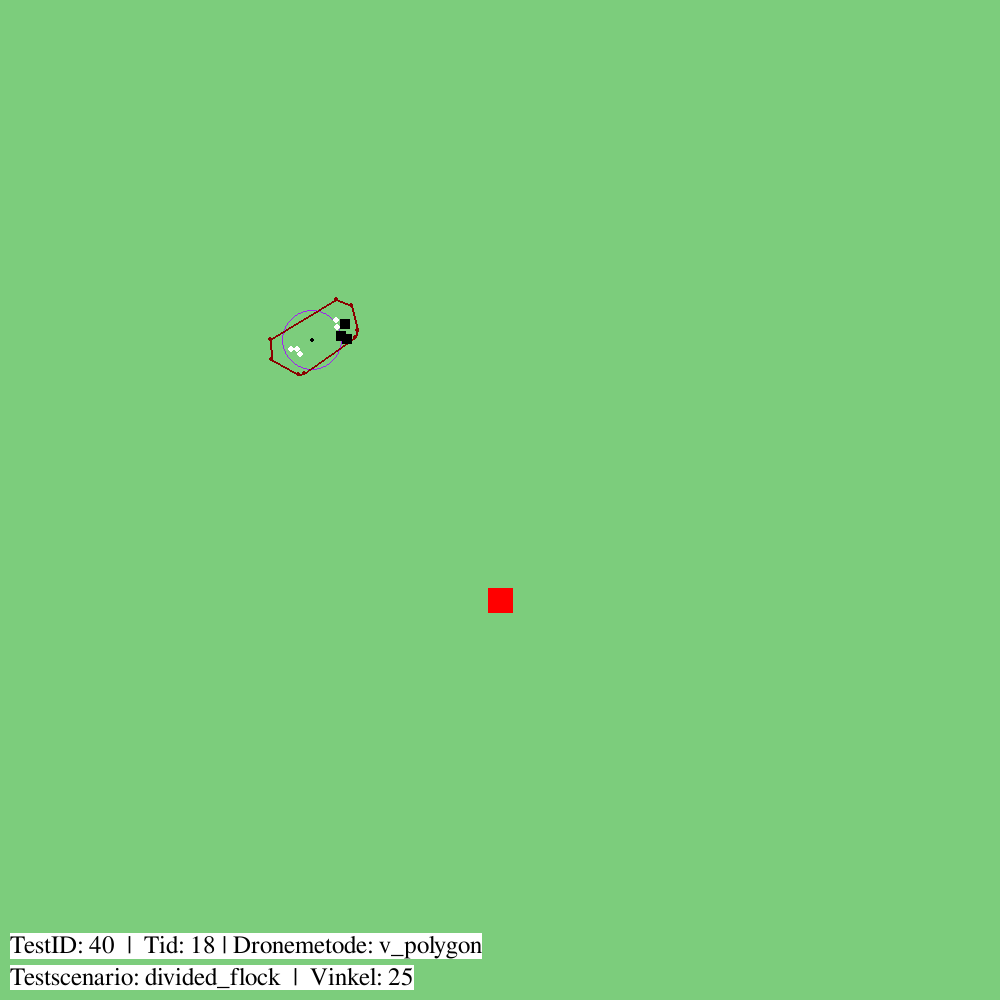 TestID: 40 | Tid: 18 | Dronemetode: v_polygon
Testscenario: divided_flock | Vinkel: 25